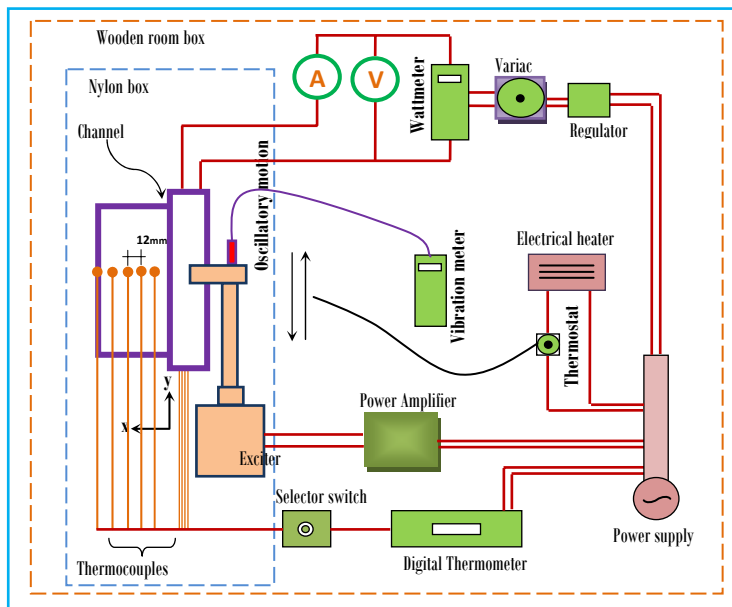 Wooden room box
Nylon box
Channel
A
V
Wattmeter
Variac
Regulator
12mm
Oscillatory motion
Vibration meter
Electrical heater
Thermostat
y
x
Power Amplifier
Exciter
Selector switch
Thermocouples
Digital Thermometer
Power supply